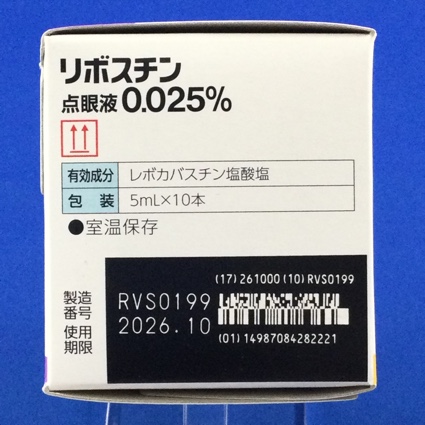 リボスチン
点眼液0.025%
有効成分 レボカバスチン塩酸塩
包装 5mL×10本
●室温保存
(17)261000(10)RVS0199
製造番号 RVS0199
使用期限 2026.10
(01)14987084282221